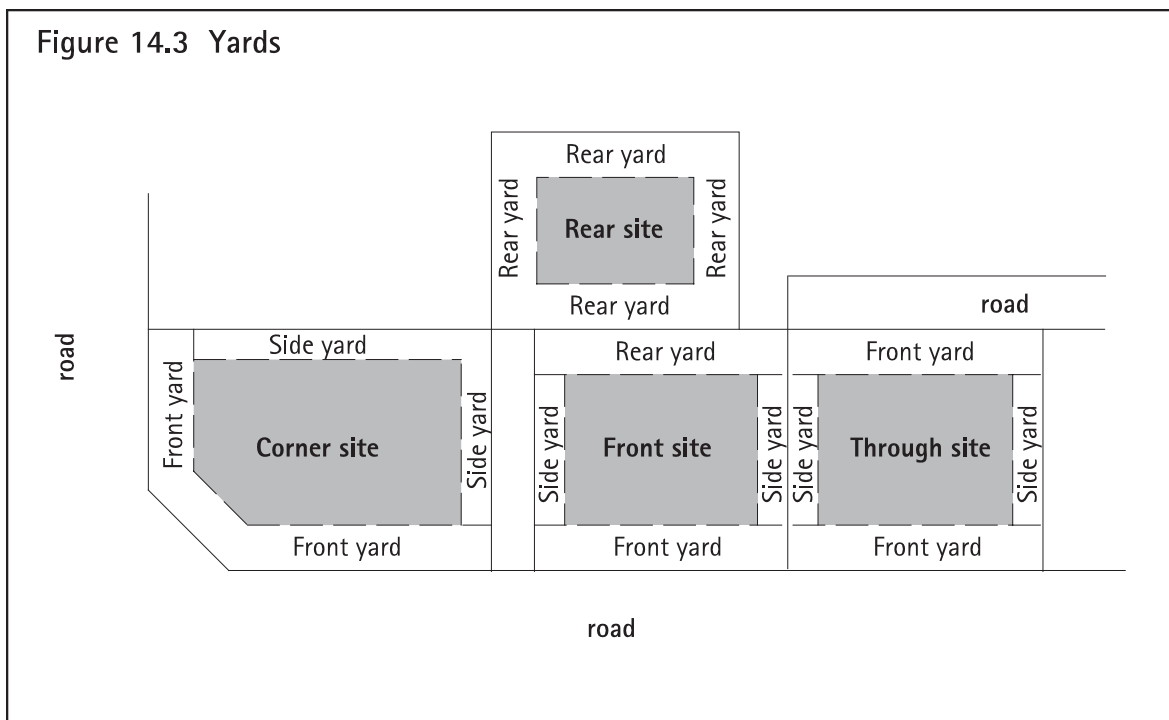 Figure 14.3 Yards
Rear yard
Rear yard
Rear site
Rear yard
Rear yard
road
road
Side yard
Front yard
Corner site
Side yard
Front yard
Rear yard
Side yard
Front site
Side yard
Front yard
Front yard
Side yard
Through site
Side yard
Front yard
road